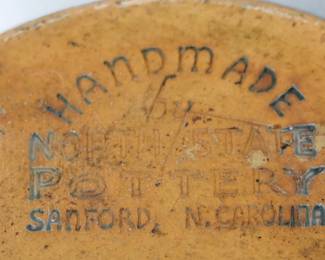 HANDMADE
by
NORTH STATE
POTTERY
SANFORD, N. CAROLINA